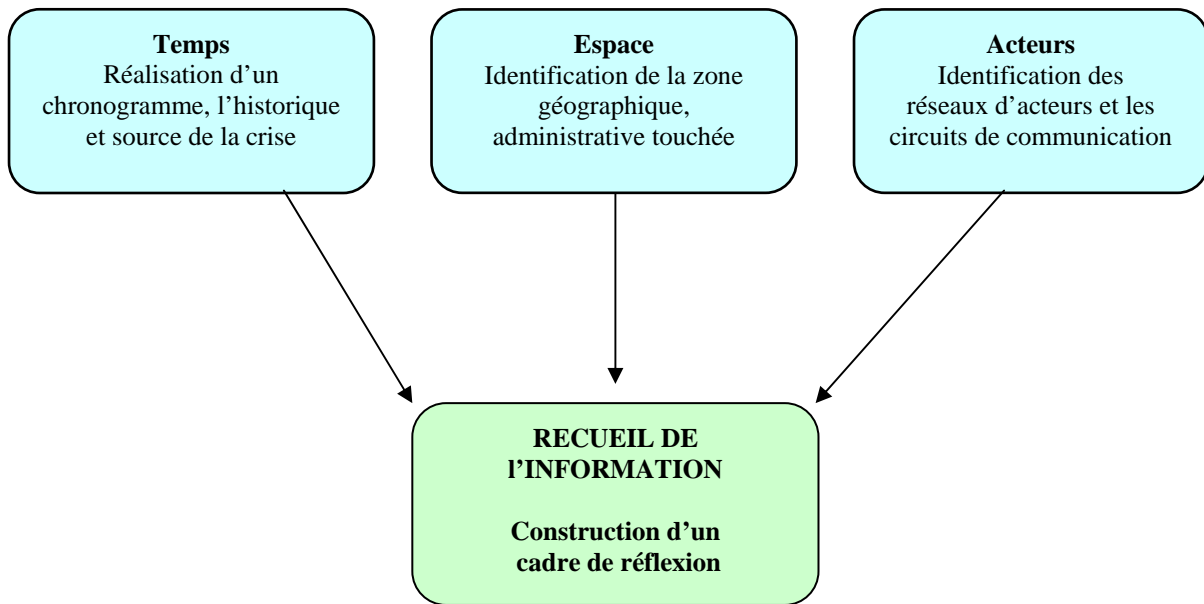 Temps
Réalisation d’un
chronogramme, l’historique
et source de la crise
Espace
Identification de la zone
géographique,
administrative touchée
Acteurs
Identification des
réseaux d’acteurs et les
circuits de communication
RECUEIL DE
l’INFORMATION
Construction d’un
cadre de réflexion